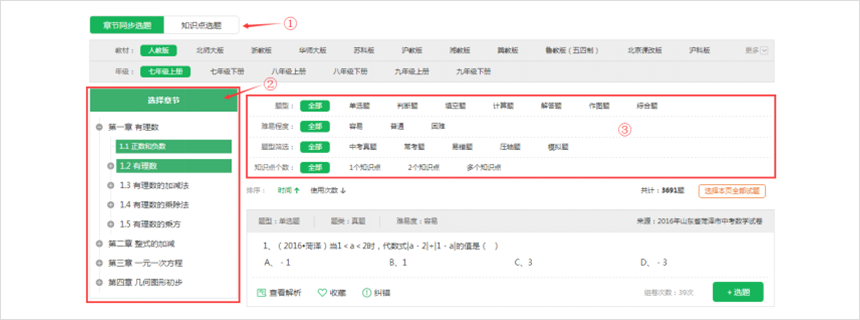 章节同步选题 知识点选题 ①
教材： 人教版 北师大版 浙教版 华师大版 苏科版 沪教版 湘教版 冀教版 鲁教版（五四制） 北京课改版 沪科版 更多
年级： 七年级上册 七年级下册 八年级上册 八年级下册 九年级上册 九年级下册
②
选择章节
第一章 有理数
1.1 正数和负数
1.2 有理数
1.3 有理数的加减法
1.4 有理数的乘除法
1.5 有理数的乘方
第二章 整式的加减
第三章 一元一次方程
第四章 几何图形初步
题型： 全部 单选题 判断题 填空题 计算题 解答题 作图题 综合题
难易程度： 全部 容易 普通 困难 ③
题型筛选： 全部 中考真题 常考题 易错题 压轴题 模拟题
知识点个数： 全部 1个知识点 2个知识点 多个知识点
排序： 时间↑ 使用次数↓ 共计：3691题 选择本页全部试题
题型：单选题 题类：真题 难易度：容易 来源：2016年山东省菏泽市中考数学试卷
1、（2016•菏泽）当1＜a＜2时，代数式|a－2|+|1－a|的值是（ ）
A、－1 B、1 C、3 D、－3
查看解析 收藏 纠错 组卷次数：39次 +选题